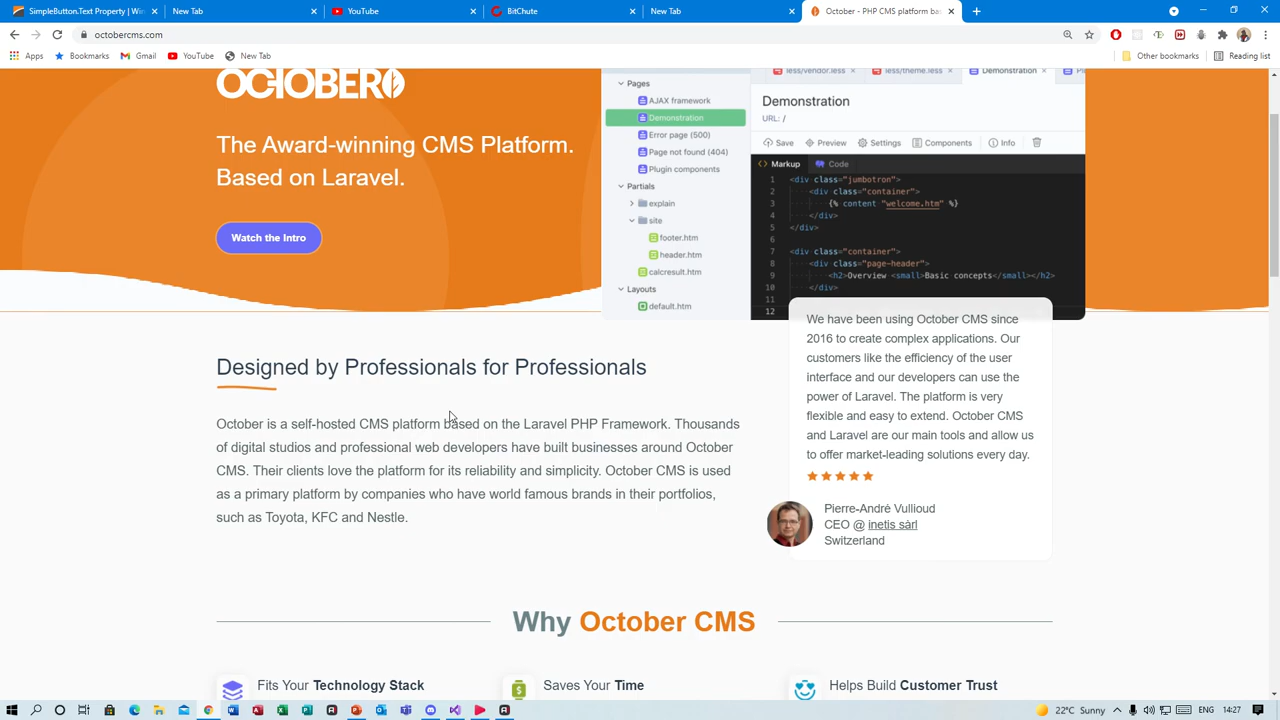 SimpleButton.Text Property | Win
New Tab
YouTube
BitChute
New Tab
October - PHP CMS platform ba
octobercms.com
Apps
Bookmarks
Gmail
YouTube
New Tab
Other bookmarks
Reading list
OCTOBER
The Award-winning CMS Platform.
Based on Laravel.
Watch the Intro
Pages
AJAX framework
Demonstration
Error page (500)
Page not found (404)
Plugin components
Partials
explain
site
footer.htm
header.htm
calcresult.htm
Layouts
default.htm
less/vendor.less
less/theme.less
Demonstration
Demonstration
URL: /
Save
Preview
Settings
Components
Info
Markup
Code
1 <div class="jumbotron">
2 <div class="container">
3 {% content "welcome.htm" %}
4 </div>
5 </div>
6
7 <div class="container">
8 <div class="page-header">
9 <h2>Overview <small>Basic concepts</small></h2>
10 </div>
11
12
Designed by Professionals for Professionals
October is a self-hosted CMS platform based on the Laravel PHP Framework. Thousands
of digital studios and professional web developers have built businesses around October
CMS. Their clients love the platform for its reliability and simplicity. October CMS is used
as a primary platform by companies who have world famous brands in their portfolios,
such as Toyota, KFC and Nestle.
We have been using October CMS since
2016 to create complex applications. Our
customers like the efficiency of the user
interface and our developers can use the
power of Laravel. The platform is very
flexible and easy to extend. October CMS
and Laravel are our main tools and allow us
to offer market-leading solutions every day.
Pierre-André Vullioud
CEO @ inetis sàrl
Switzerland
Why October CMS
Fits Your Technology Stack
Saves Your Time
Helps Build Customer Trust
22°C Sunny
ENG
14:27